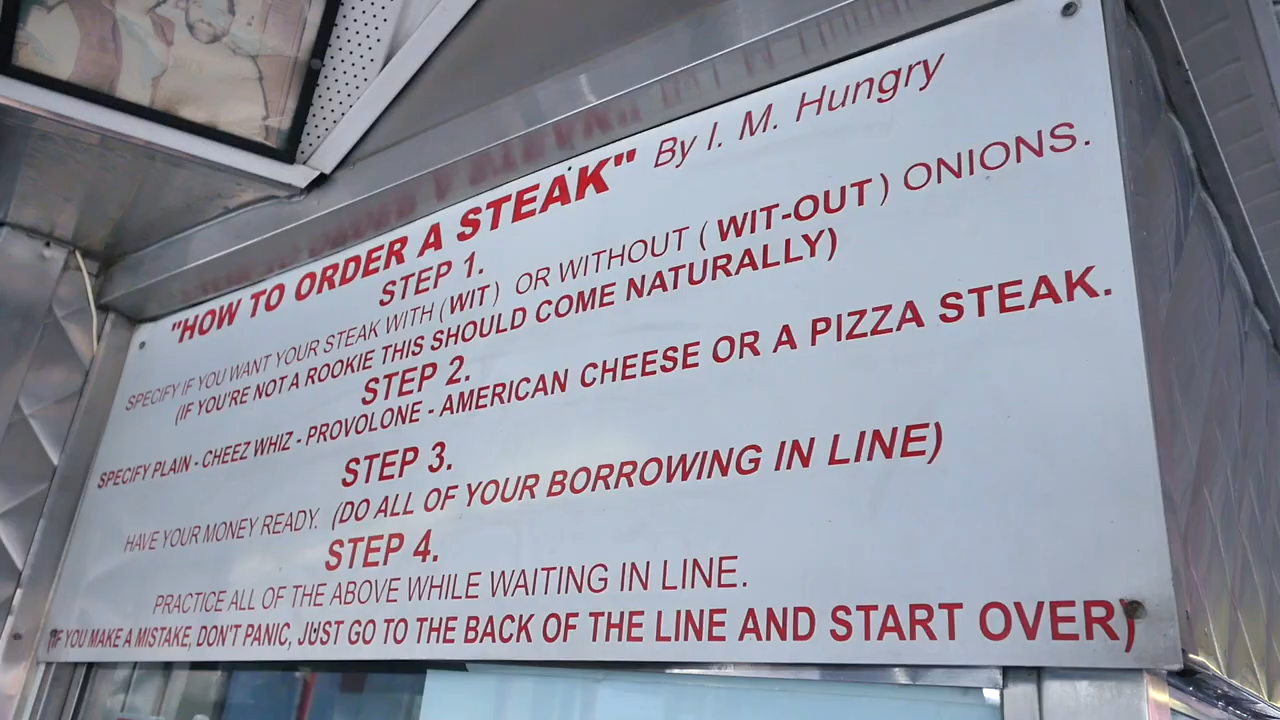 "HOW TO ORDER A STEAK" By I. M. Hungry
STEP 1.
SPECIFY IF YOU WANT YOUR STEAK WITH (WIT) OR WITHOUT (WIT-OUT) ONIONS.
(IF YOU'RE NOT A ROOKIE THIS SHOULD COME NATURALLY)
STEP 2.
SPECIFY PLAIN - CHEEZ WHIZ - PROVOLONE - AMERICAN CHEESE OR A PIZZA STEAK.
STEP 3.
HAVE YOUR MONEY READY. (DO ALL OF YOUR BORROWING IN LINE)
STEP 4.
PRACTICE ALL OF THE ABOVE WHILE WAITING IN LINE.
(IF YOU MAKE A MISTAKE, DON'T PANIC, JUST GO TO THE BACK OF THE LINE AND START OVER)